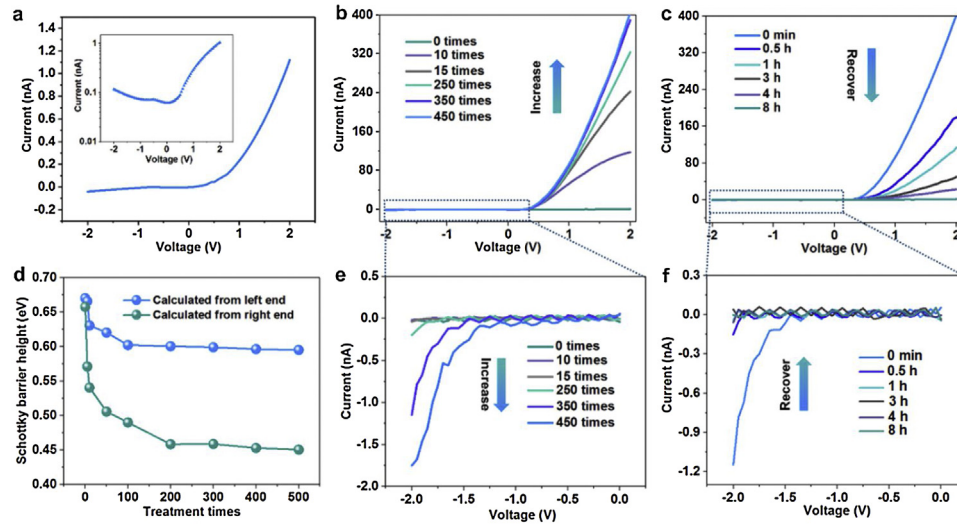 a
1.4
1.2
1.0
0.8
0.6
0.4
0.2
0.0
-0.2
Current (nA)
-2 -1 0 1 2
Voltage (V)
1
0.1
0.01
Current (nA)
-2 -1 0 1 2
Voltage (V)
b
400
320
240
160
80
0
Current (nA)
0 times
10 times
15 times
250 times
350 times
450 times
Increase
-2 -1 0 1 2
Voltage (V)
c
400
320
240
160
80
0
Current (nA)
0 min
0.5 h
1 h
3 h
4 h
8 h
Recover
-2 -1 0 1 2
Voltage (V)
d
0.70
0.65
0.60
0.55
0.50
0.45
0.40
Schottky barrier height (eV)
Calculated from left end
Calculated from right end
0 100 200 300 400 500
Treatment times
e
0.5
0.0
-0.5
-1.0
-1.5
-2.0
Current (nA)
0 times
10 times
15 times
250 times
350 times
450 times
Increase
-2.0 -1.5 -1.0 -0.5 0.0
Voltage (V)
f
0.3
0.0
-0.3
-0.6
-0.9
-1.2
Current (nA)
0 min
0.5 h
1 h
3 h
4 h
8 h
Recover
-2.0 -1.5 -1.0 -0.5 0.0
Voltage (V)